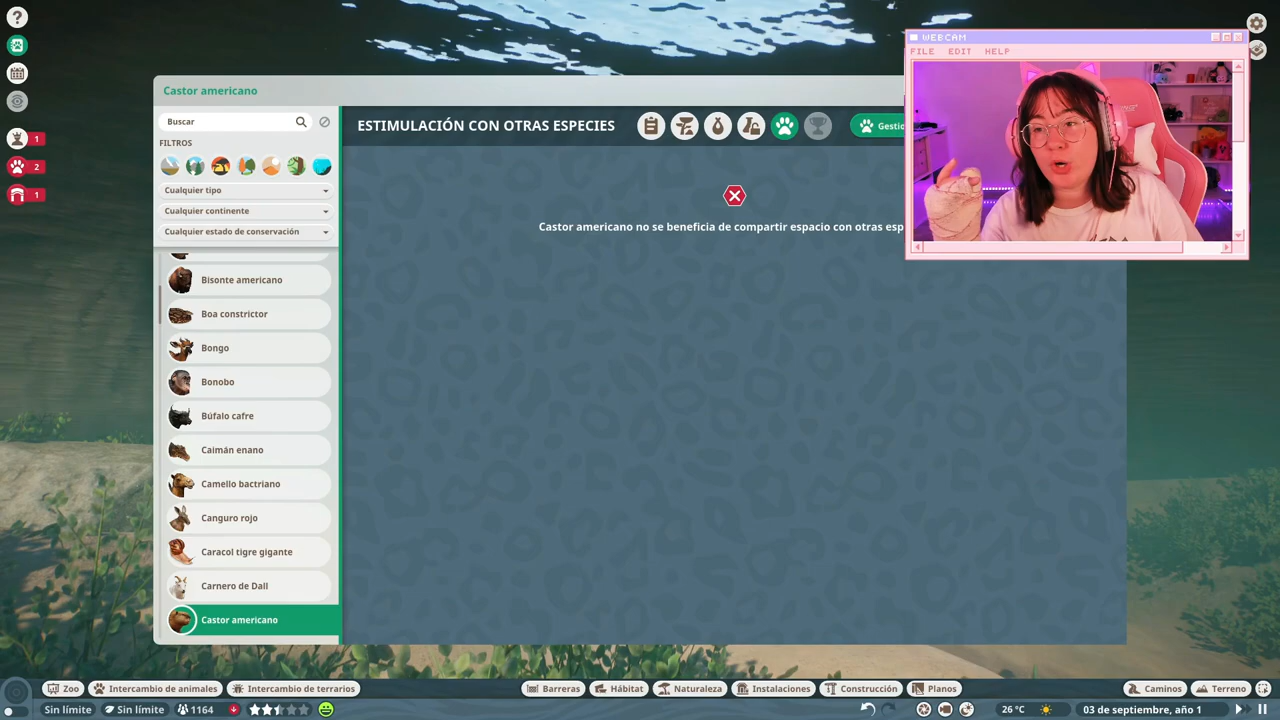 WEBCAM
FILE EDIT HELP
1
2
1
Castor americano
Buscar
FILTROS
Cualquier tipo
Cualquier continente
Cualquier estado de conservación
Bisonte americano
Boa constrictor
Bongo
Bonobo
Búfalo cafre
Caimán enano
Camello bactriano
Canguro rojo
Caracol tigre gigante
Carnero de Dall
Castor americano
ESTIMULACIÓN CON OTRAS ESPECIES
Castor americano no se beneficia de compartir espacio con otras
Zoo
Intercambio de animales
Intercambio de terrarios
Barreras
Hábitat
Naturaleza
Instalaciones
Construcción
Planos
Caminos
Terreno
Sin límite
Sin límite
1164
26 °C
03 de septiembre, año 1